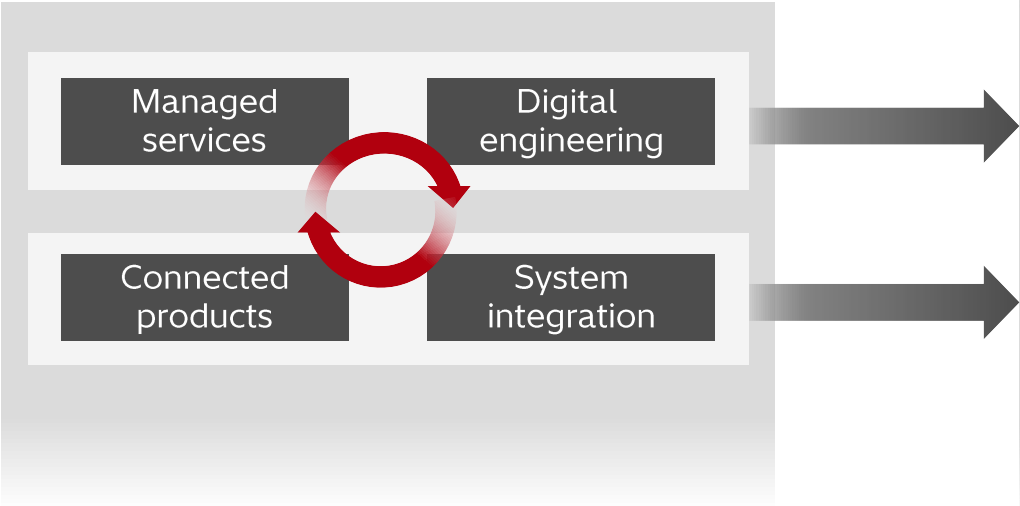 Managed
services
Digital
engineering
Connected
products
System
integration